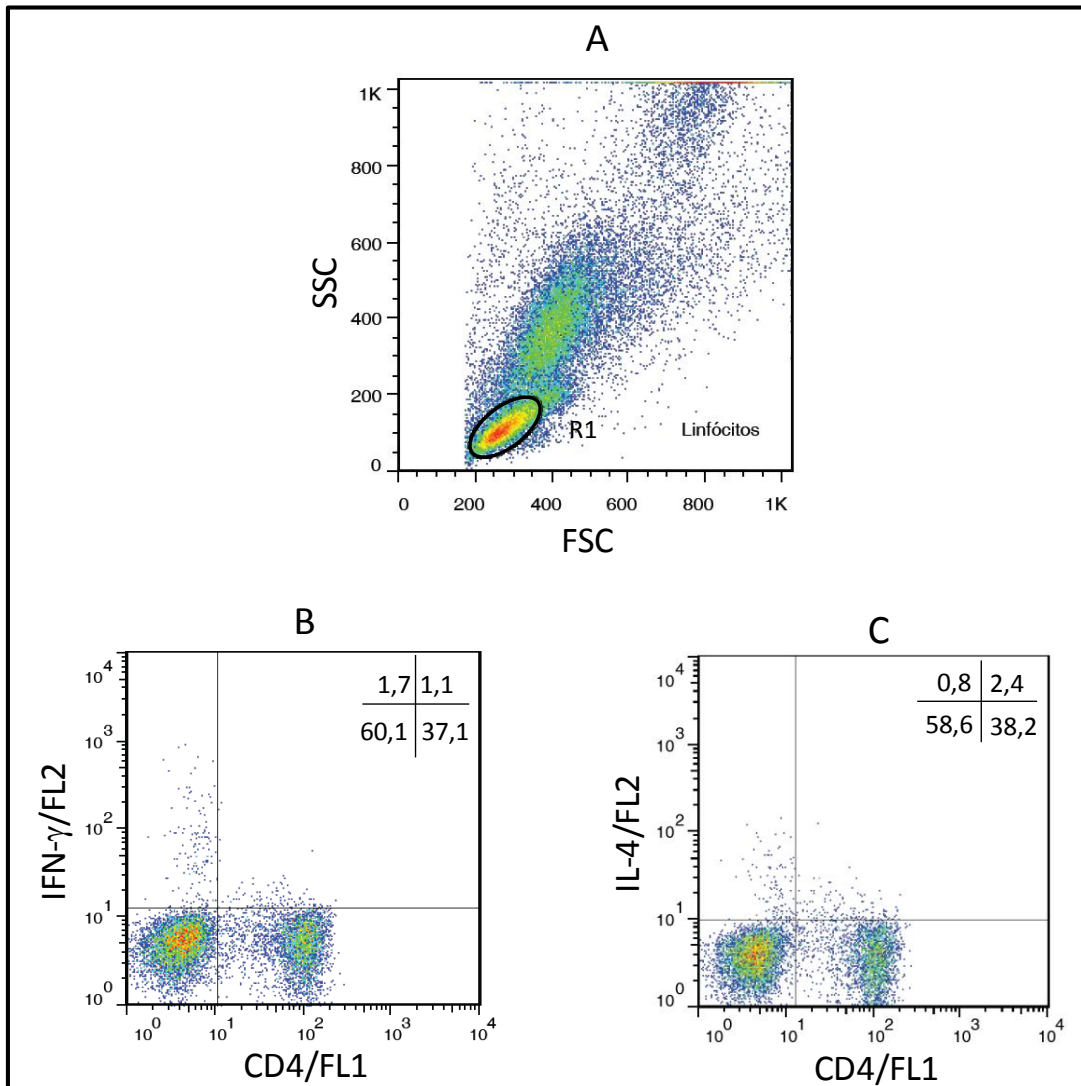 A
1K
800
600
400
200
0
SSC
R1
Linfócitos
0 200 400 600 800 1K
FSC
B
10⁴
10³
10²
10¹
10⁰
IFN-γ/FL2
1,7 1,1
60,1 37,1
10⁰ 10¹ 10² 10³ 10⁴
CD4/FL1
C
10⁴
10³
10²
10¹
10⁰
IL-4/FL2
0,8 2,4
58,6 38,2
10⁰ 10¹ 10² 10³ 10⁴
CD4/FL1